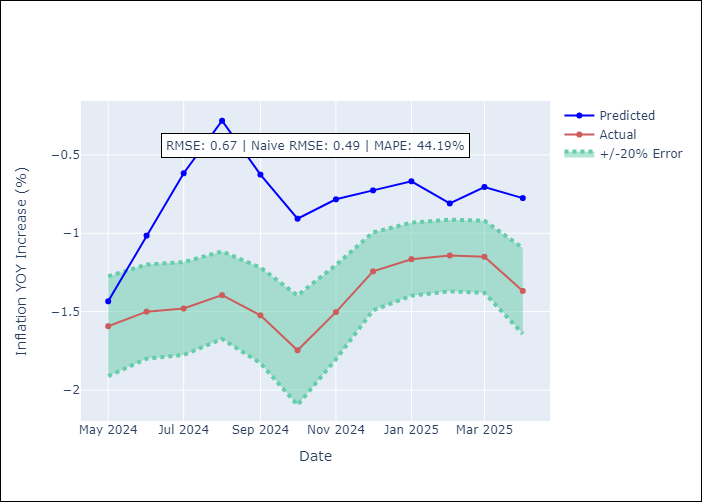 Predicted
Actual
+/-20% Error
RMSE: 0.67 | Naive RMSE: 0.49 | MAPE: 44.19%
−0.5
−1
−1.5
−2
Inflation YOY Increase (%)
May 2024
Jul 2024
Sep 2024
Nov 2024
Jan 2025
Mar 2025
Date